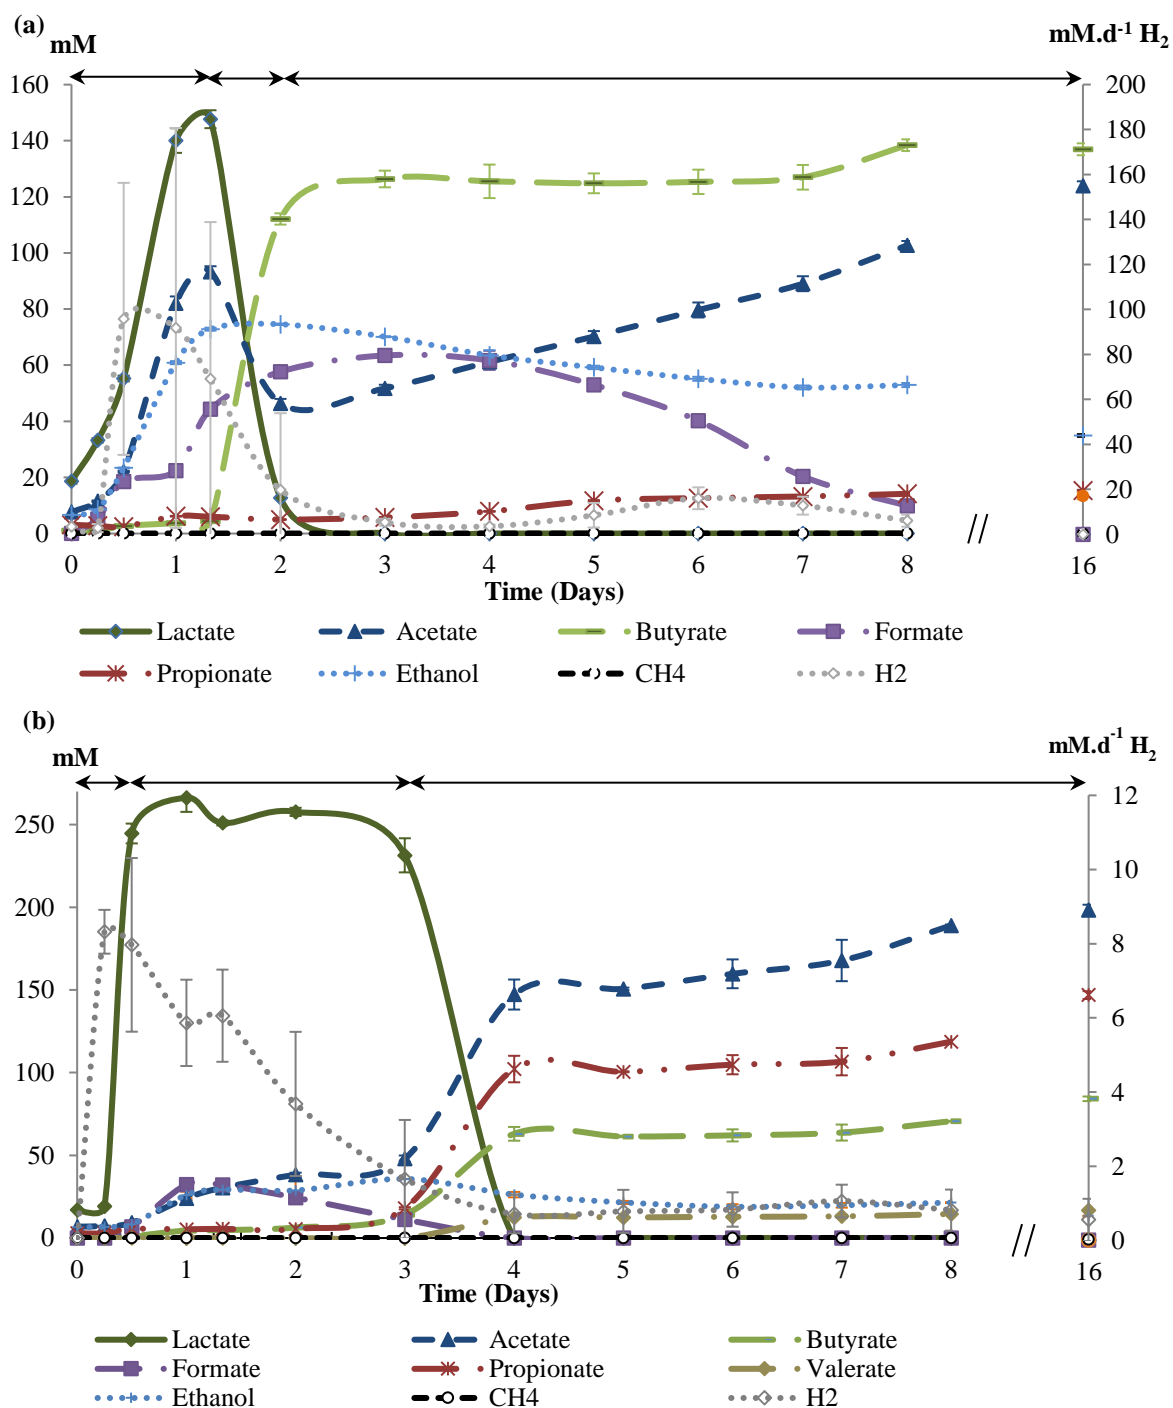 (a)
mM
mM.d-1 H2
160
140
120
100
80
60
40
20
0
200
180
160
140
120
100
80
60
40
20
0
0 1 2 3 4 5 6 7 8 // 16
Time (Days)
Lactate Acetate Butyrate Formate
Propionate Ethanol CH4 H2
(b)
mM
mM.d-1 H2
250
200
150
100
50
0
12
10
8
6
4
2
0
0 1 2 3 4 5 6 7 8 // 16
Time (Days)
Lactate Acetate Butyrate
Formate Propionate Valerate
Ethanol CH4 H2